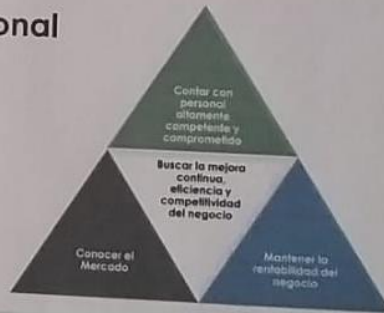 onal
Contar con
personal
altamente
competente y
comprometido
Buscar la mejora
continua,
eficiencia y
competitividad
del negocio
Conocer el
Mercado
Mantener la
rentabilidad del
negocio